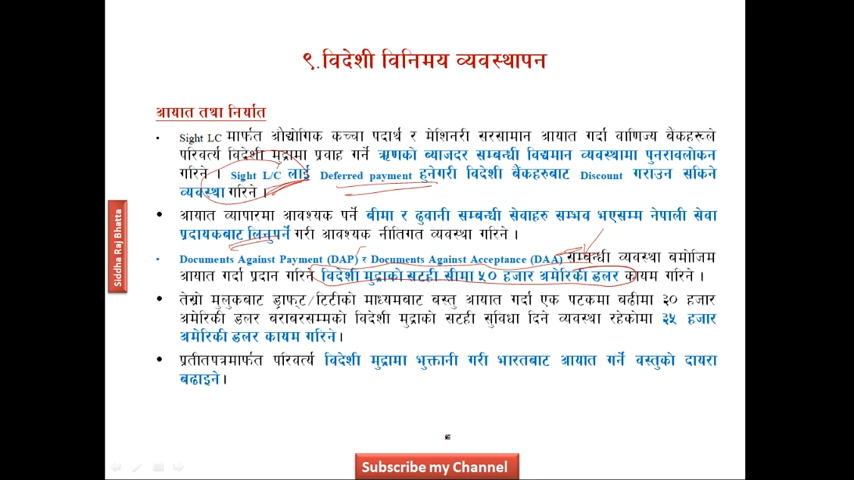 ९.विदेशी विनिमय व्यवस्थापन
आयात तथा निर्यात
• Sight LC मार्फत औद्योगिक कच्चा पदार्थ र मेशिनरी सरसामान आयात गर्दा वाणिज्य बैंकहरूले
परिवर्त्य विदेशी मुद्रामा प्रवाह गर्ने ऋणको ब्याजदर सम्बन्धी विद्यमान व्यवस्थामा पुनरावलोकन
गरिने । Sight L/C लाई Deferred payment हुनेगरी विदेशी बैंकहरुबाट Discount गराउन सकिने
व्यवस्था गरिने ।
• आयात व्यापारमा आवश्यक पर्ने बीमा र ढुवानी सम्बन्धी सेवाहरु सम्भव भएसम्म नेपाली सेवा
प्रदायकबाट लिनुपर्ने गरी आवश्यक नीतिगत व्यवस्था गरिने ।
• Documents Against Payment (DAP) र Documents Against Acceptance (DAA) सम्बन्धी व्यवस्था बमोजिम
आयात गर्दा प्रदान गरिने विदेशी मुद्राको सटही सीमा ५० हजार अमेरिकी डलर कायम गरिने ।
• तेस्रो मुलुकबाट ड्राफ्ट/टिटीको माध्यमबाट वस्तु आयात गर्दा एक पटकमा बढीमा ३० हजार
अमेरिकी डलर बराबरसम्मको विदेशी मुद्राको सटही सुविधा दिने व्यवस्था रहेकोमा ३५ हजार
अमेरिकी डलर कायम गरिने ।
• प्रतीतपत्रमार्फत परिवर्त्य विदेशी मुद्रामा भुक्तानी गरी भारतबाट आयात गर्ने वस्तुको दायरा
बढाइने ।
Siddha Raj Bhatta
Subscribe my Channel